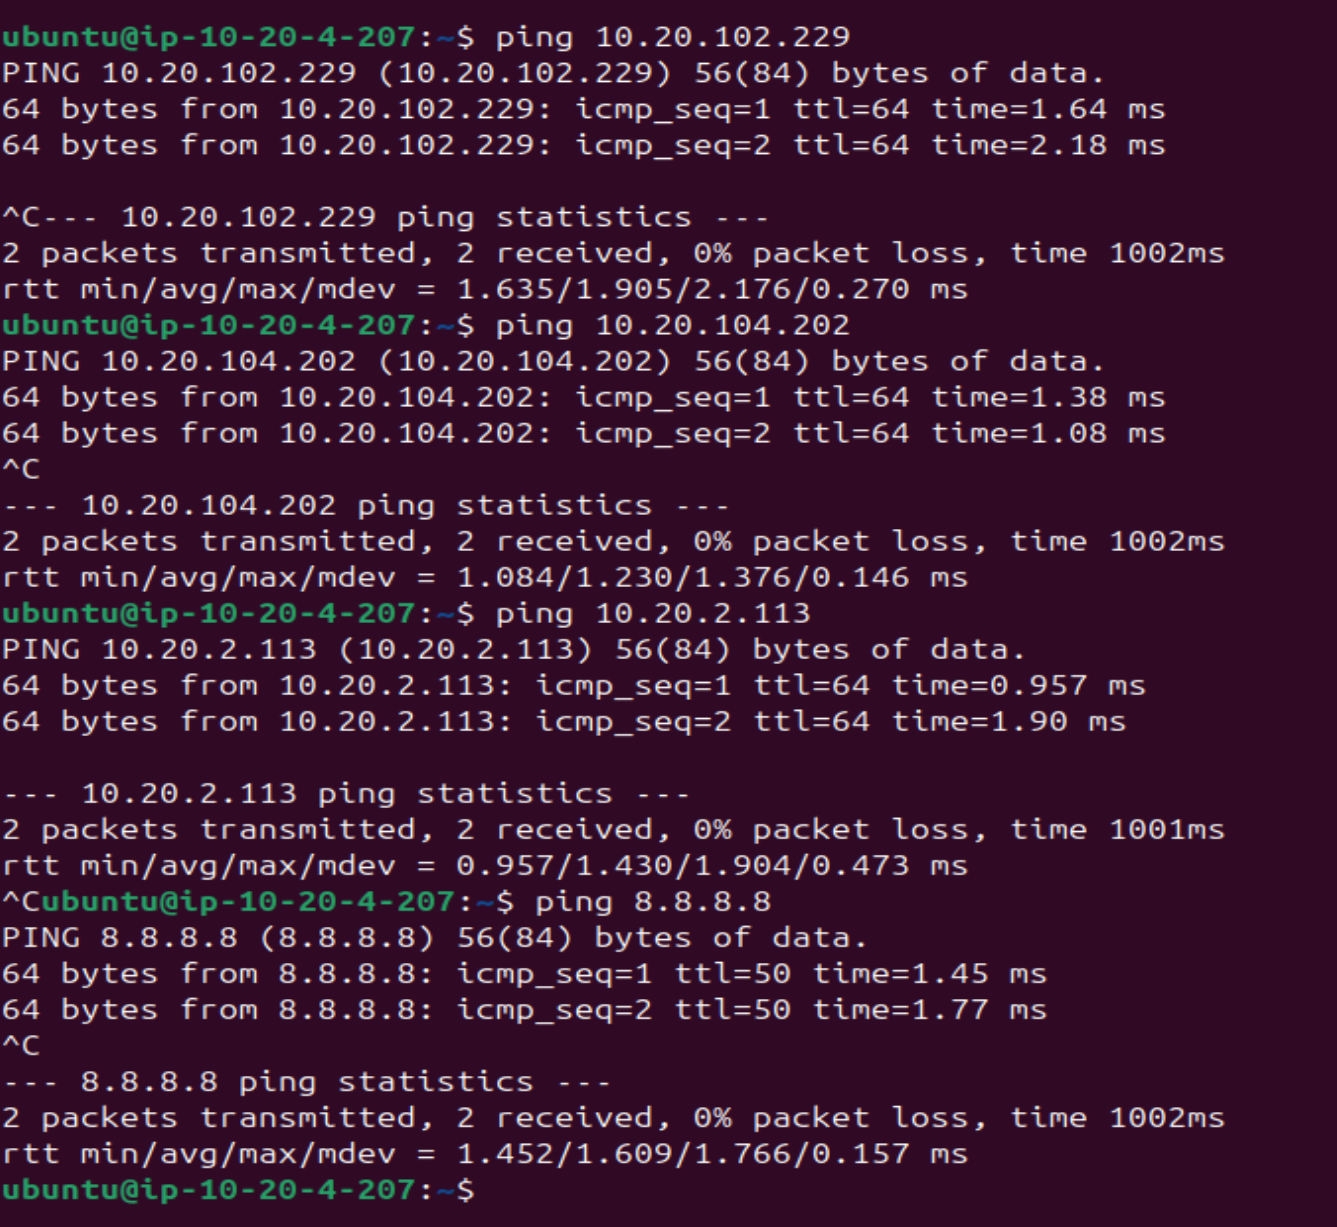 ubuntu@ip-10-20-4-207:~$ ping 10.20.102.229
PING 10.20.102.229 (10.20.102.229) 56(84) bytes of data.
64 bytes from 10.20.102.229: icmp_seq=1 ttl=64 time=1.64 ms
64 bytes from 10.20.102.229: icmp_seq=2 ttl=64 time=2.18 ms
^C--- 10.20.102.229 ping statistics ---
2 packets transmitted, 2 received, 0% packet loss, time 1002ms
rtt min/avg/max/mdev = 1.635/1.905/2.176/0.270 ms
ubuntu@ip-10-20-4-207:~$ ping 10.20.104.202
PING 10.20.104.202 (10.20.104.202) 56(84) bytes of data.
64 bytes from 10.20.104.202: icmp_seq=1 ttl=64 time=1.38 ms
64 bytes from 10.20.104.202: icmp_seq=2 ttl=64 time=1.08 ms
^C
--- 10.20.104.202 ping statistics ---
2 packets transmitted, 2 received, 0% packet loss, time 1002ms
rtt min/avg/max/mdev = 1.084/1.230/1.376/0.146 ms
ubuntu@ip-10-20-4-207:~$ ping 10.20.2.113
PING 10.20.2.113 (10.20.2.113) 56(84) bytes of data.
64 bytes from 10.20.2.113: icmp_seq=1 ttl=64 time=0.957 ms
64 bytes from 10.20.2.113: icmp_seq=2 ttl=64 time=1.90 ms
--- 10.20.2.113 ping statistics ---
2 packets transmitted, 2 received, 0% packet loss, time 1001ms
rtt min/avg/max/mdev = 0.957/1.430/1.904/0.473 ms
^Cubuntu@ip-10-20-4-207:~$ ping 8.8.8.8
PING 8.8.8.8 (8.8.8.8) 56(84) bytes of data.
64 bytes from 8.8.8.8: icmp_seq=1 ttl=50 time=1.45 ms
64 bytes from 8.8.8.8: icmp_seq=2 ttl=50 time=1.77 ms
^C
--- 8.8.8.8 ping statistics ---
2 packets transmitted, 2 received, 0% packet loss, time 1002ms
rtt min/avg/max/mdev = 1.452/1.609/1.766/0.157 ms
ubuntu@ip-10-20-4-207:~$